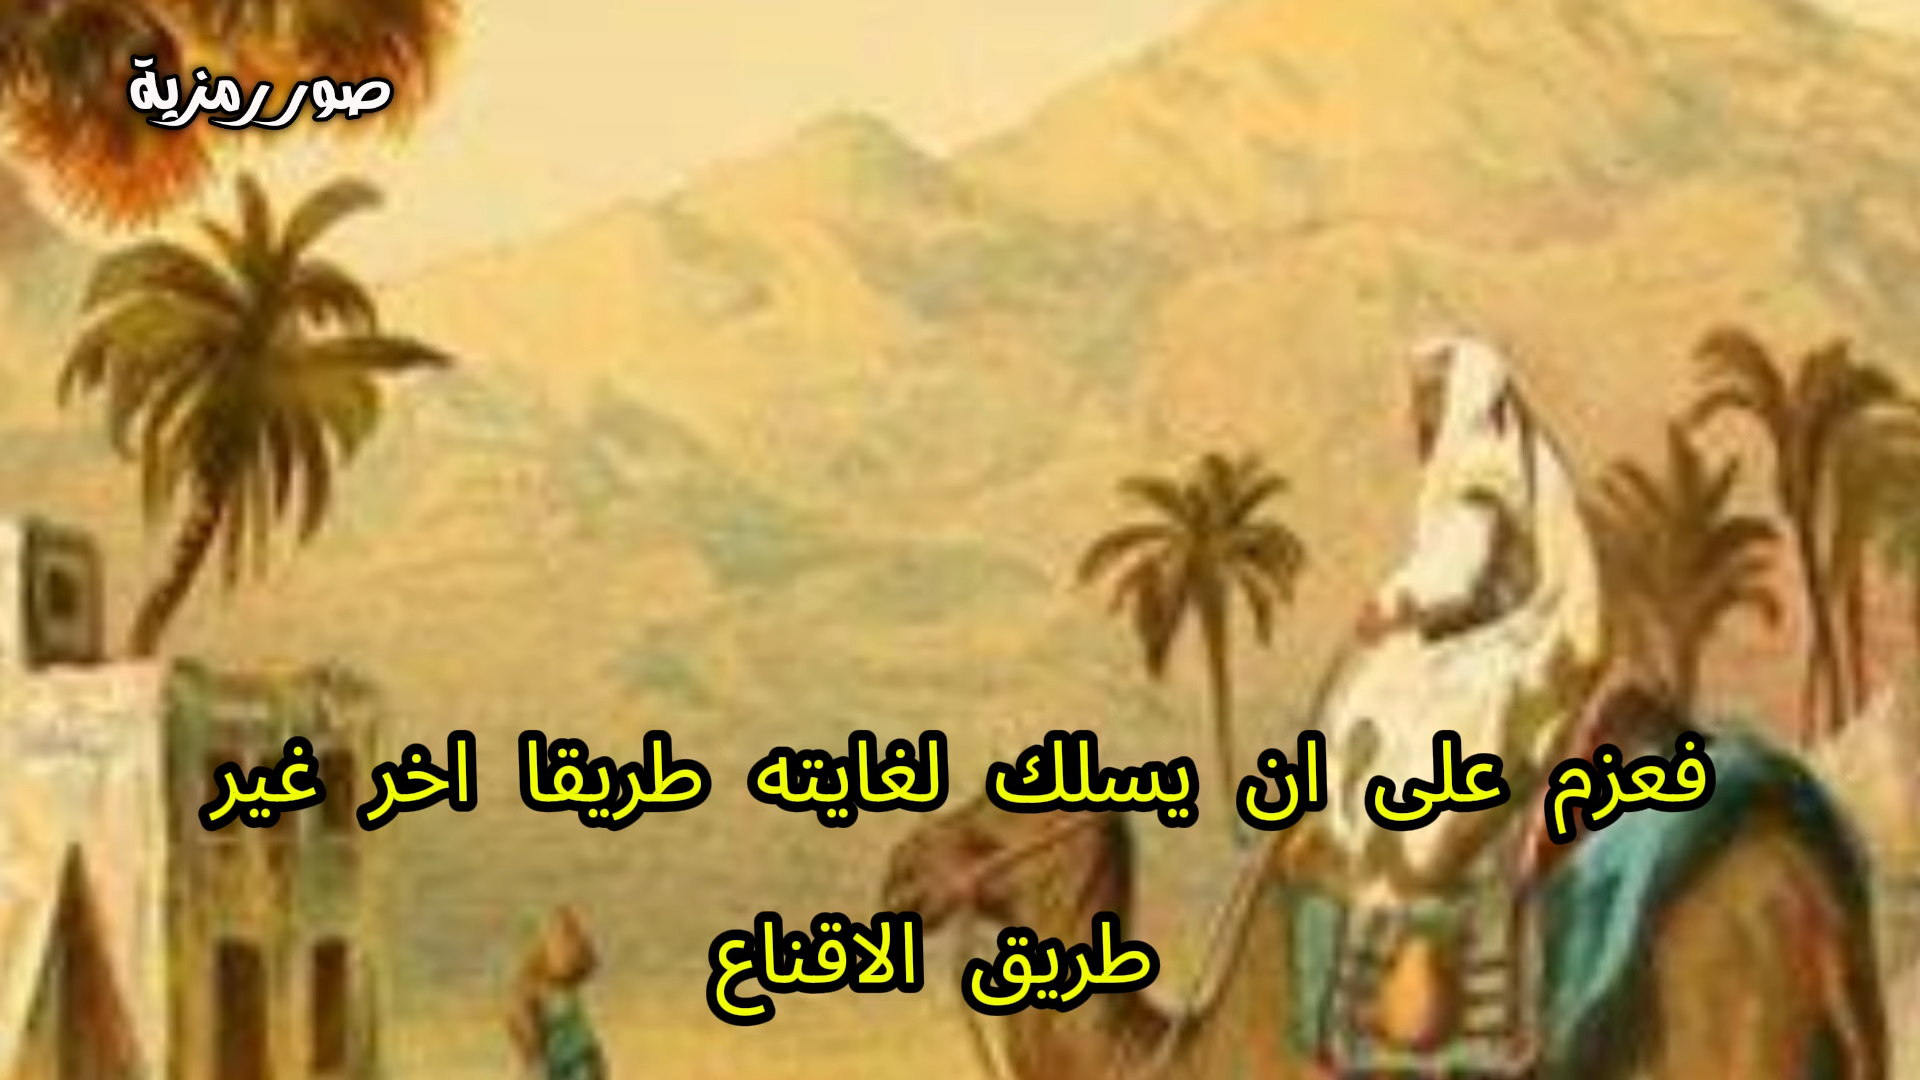 صور رمزية
فعزم على ان يسلك لغايته طريقا اخر غير
طريق الاقناع